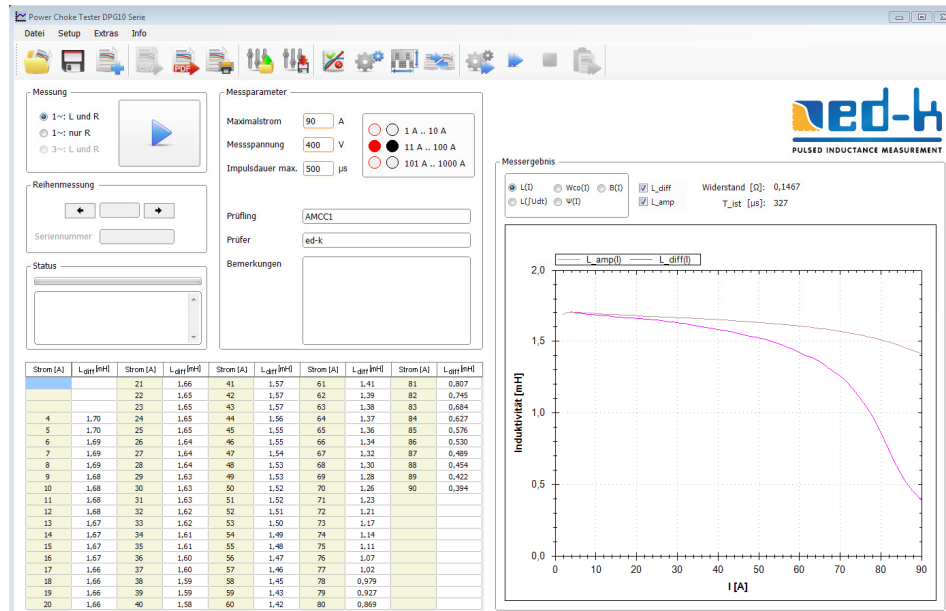 Power Choke Tester DPG10 Serie
Datei Setup Extras Info
PDF
Messung
1~: L und R
1~: nur R
3~: L und R
Reihenmessung
Seriennummer
Status
Messparameter
Maximalstrom 90 A
Messspannung 400 V
Impulsdauer max. 500 µs
1 A .. 10 A
11 A .. 100 A
101 A .. 1000 A
Prüfling AMCC1
Prüfer ed-k
Bemerkungen
ed-k
PULSED INDUCTANCE MEASUREMENT
Messergebnis
L(I) Wco(I) B(I)
L(∫Udt) Ψ(I)
L_diff
L_amp
Widerstand [Ω]: 0,1467
T_ist [µs]: 327
L_amp(I) L_diff(I)
2,0
1,5
1,0
0,5
0,0
Induktivität [mH]
0 10 20 30 40 50 60 70 80 90
I [A]
Strom [A] L diff [mH] Strom [A] L diff [mH] Strom [A] L diff [mH] Strom [A] L diff [mH] Strom [A] L diff [mH]
21 1,66 41 1,57 61 1,41 81 0,807
22 1,65 42 1,57 62 1,39 82 0,745
23 1,65 43 1,57 63 1,38 83 0,684
4 1,70 24 1,65 44 1,56 64 1,37 84 0,627
5 1,70 25 1,65 45 1,55 65 1,36 85 0,576
6 1,69 26 1,64 46 1,55 66 1,34 86 0,530
7 1,69 27 1,64 47 1,54 67 1,32 87 0,489
8 1,69 28 1,64 48 1,53 68 1,30 88 0,454
9 1,68 29 1,63 49 1,53 69 1,28 89 0,422
10 1,68 30 1,63 50 1,52 70 1,26 90 0,394
11 1,68 31 1,63 51 1,52 71 1,23
12 1,68 32 1,62 52 1,51 72 1,21
13 1,67 33 1,62 53 1,50 73 1,17
14 1,67 34 1,61 54 1,49 74 1,14
15 1,67 35 1,61 55 1,48 75 1,11
16 1,67 36 1,60 56 1,47 76 1,07
17 1,66 37 1,60 57 1,46 77 1,02
18 1,66 38 1,59 58 1,45 78 0,979
19 1,66 39 1,59 59 1,43 79 0,927
20 1,66 40 1,58 60 1,42 80 0,869